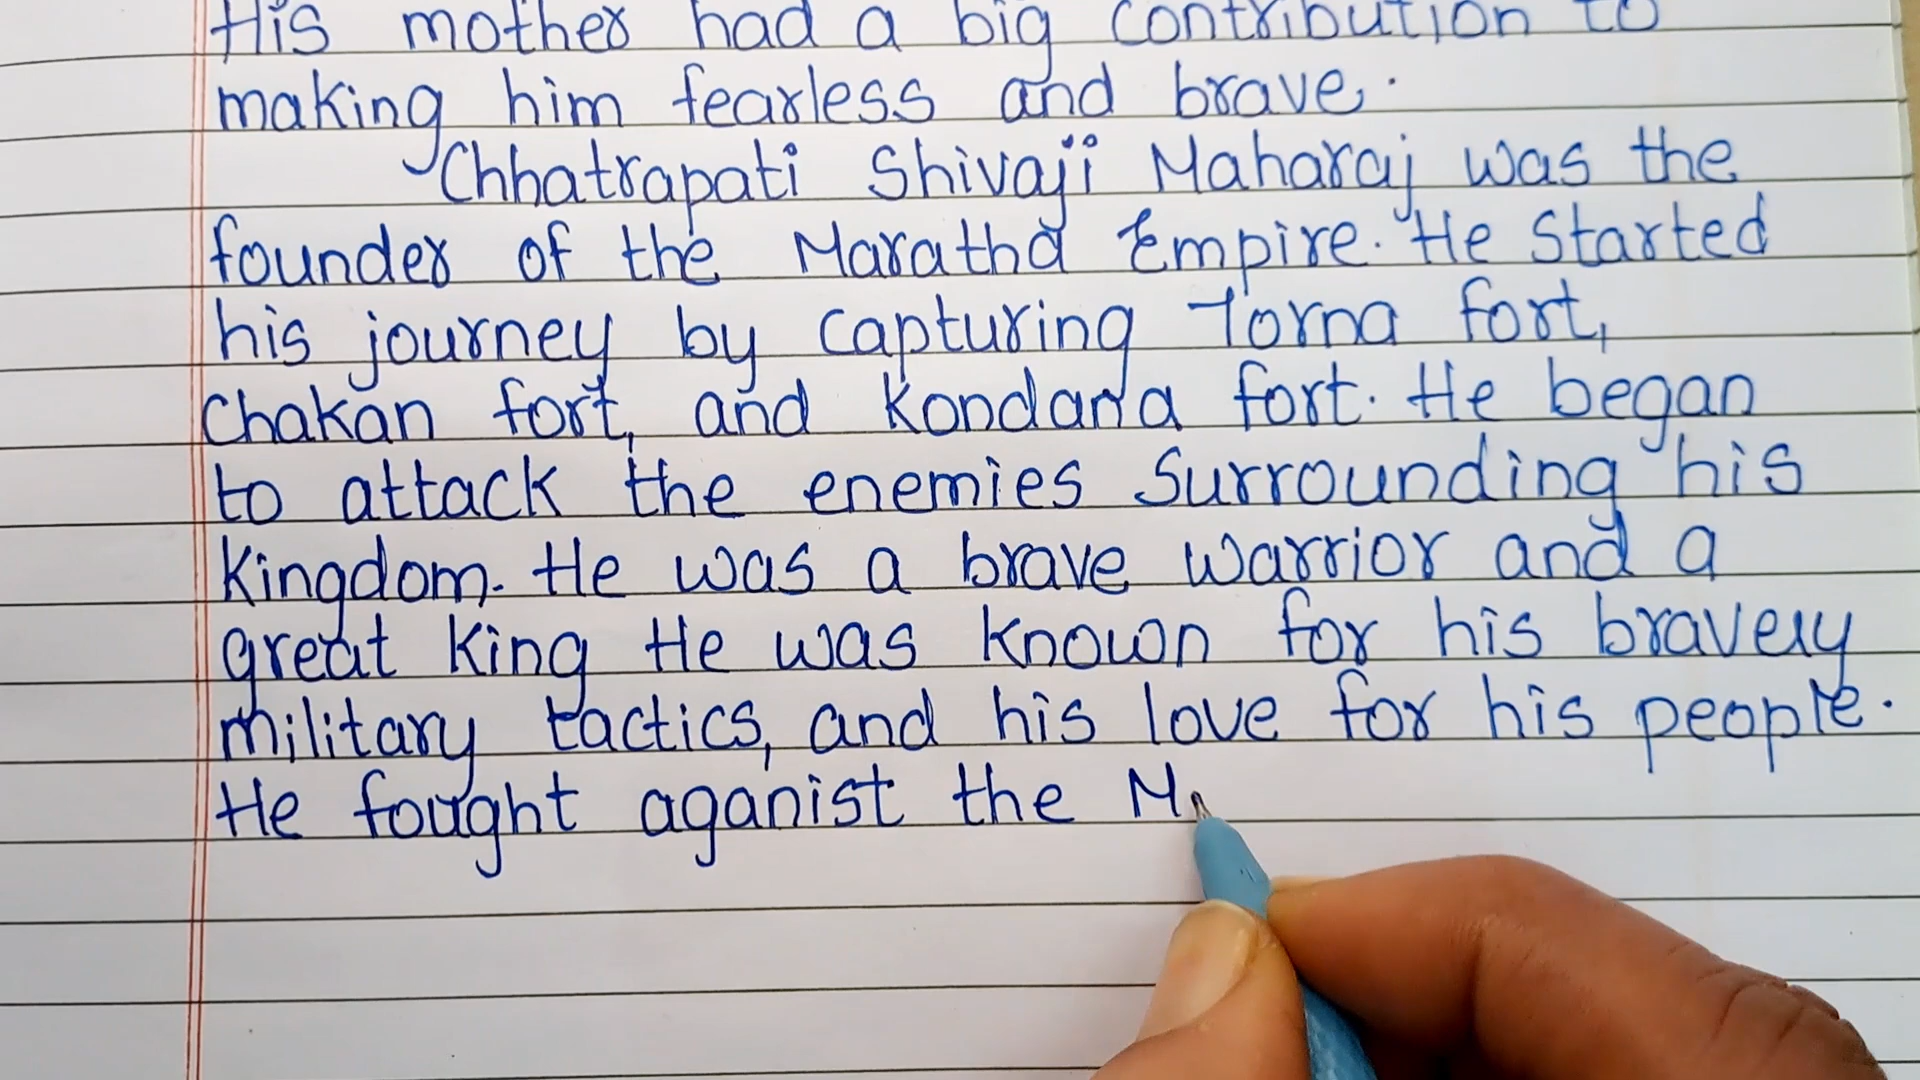 His mother had a big contribution to
making him fearless and brave.
Chhatrapati Shivaji Maharaj was the
founder of the Maratha Empire. He started
his journey by capturing Torna fort,
Chakan fort, and Kondana fort. He began
to attack the enemies surrounding his
kingdom. He was a brave warrior and a
great king He was known for his bravery
military tactics, and his love for his people.
He fought aganist the M